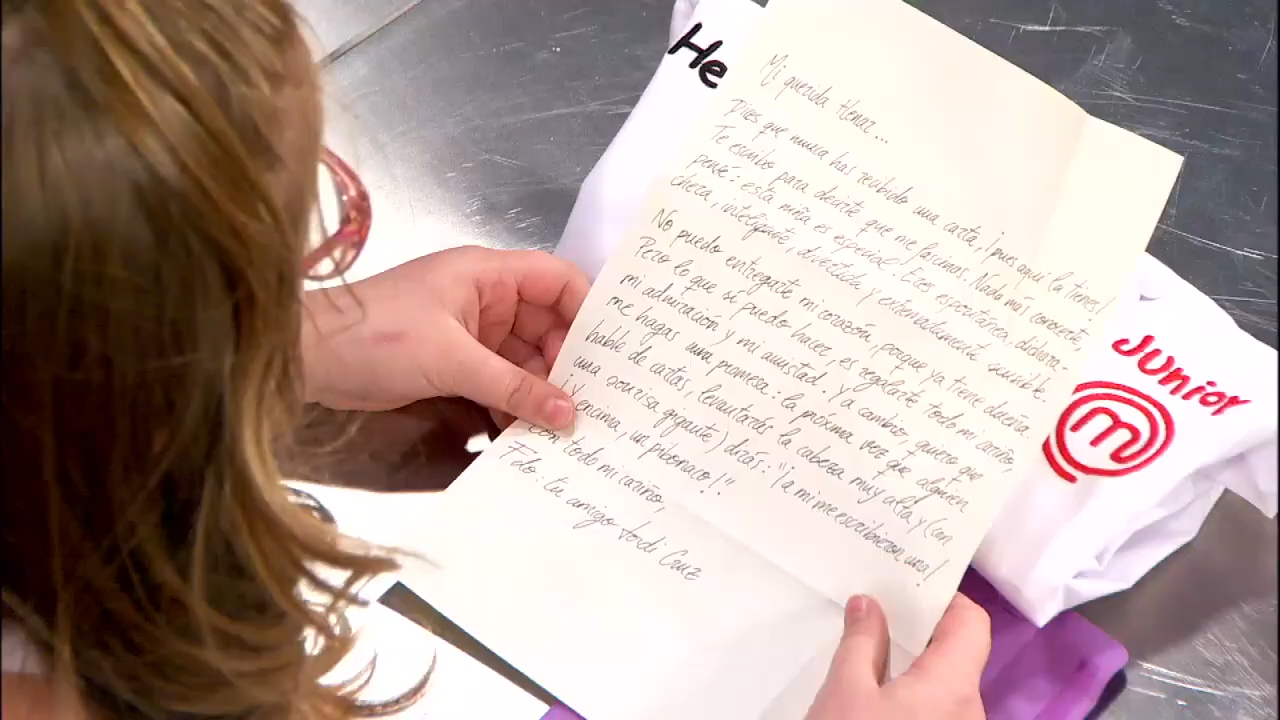 He
Mi querida Henar...
Dices que nunca has recibido una carta, ¡pues aquí la tienes!
Te escribo para decirte que me fascinas. Nada más conocerte,
pensé: esta niña es especial. Eres espontánea, dichara-
chera, inteligente, divertida y extremadamente sensible.
No puedo entregarte mi corazón, porque ya tiene dueña.
Pero lo que sí puedo hacer, es regalarte todo mi cariño,
mi admiración y mi amistad. Y a cambio, quiero que
me hagas una promesa: la próxima vez que alguien
hable de cartas, levantarás la cabeza muy alta y (con
una sonrisa gigante) dirás: "¡a mi me escribieron una!
¡Y encima, un pibonaco!".
Con todo mi cariño,
Fdo: tu amigo Jordi Cruz
JUnior
m